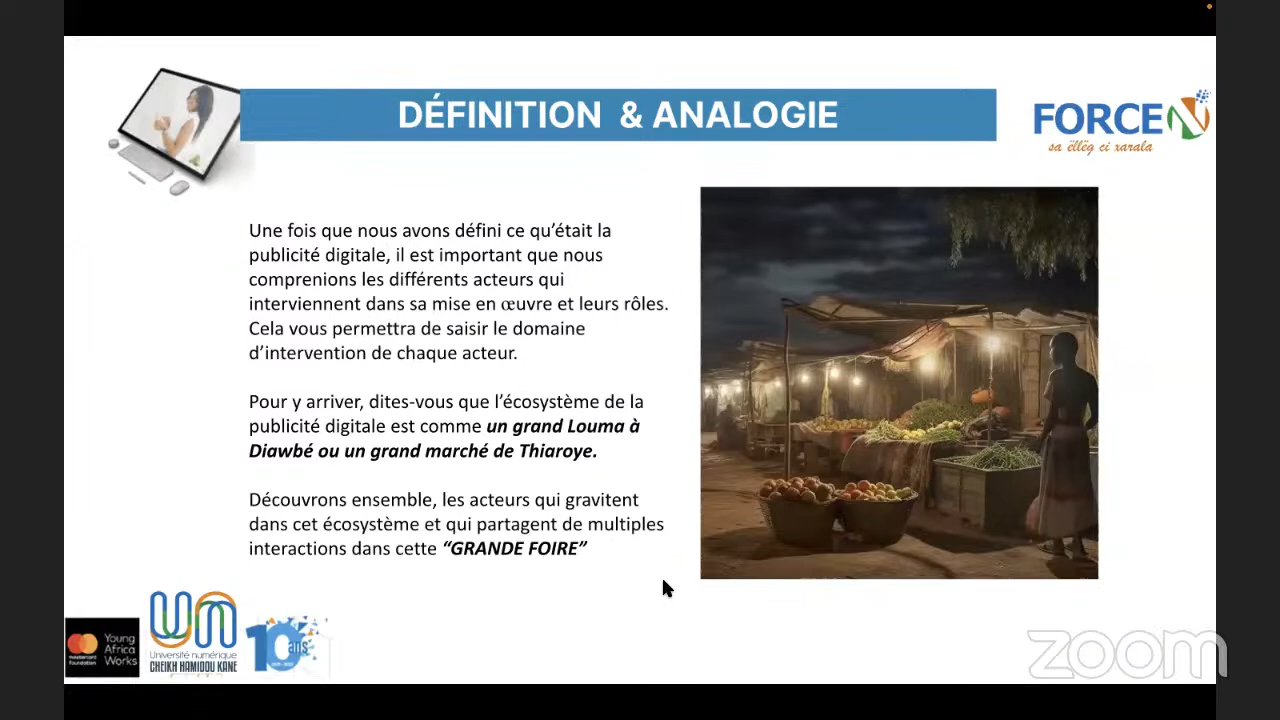 DÉFINITION & ANALOGIE
FORCE N
sa ëllëg ci xarala
Une fois que nous avons défini ce qu’était la
publicité digitale, il est important que nous
comprenions les différents acteurs qui
interviennent dans sa mise en œuvre et leurs rôles.
Cela vous permettra de saisir le domaine
d’intervention de chaque acteur.
Pour y arriver, dites-vous que l’écosystème de la
publicité digitale est comme un grand Louma à
Diawbé ou un grand marché de Thiaroye.
Découvrons ensemble, les acteurs qui gravitent
dans cet écosystème et qui partagent de multiples
interactions dans cette “GRANDE FOIRE”
mastercard
foundation
Young
Africa
Works
Université numérique
CHEIKH HAMIDOU KANE
10 ans
zoom